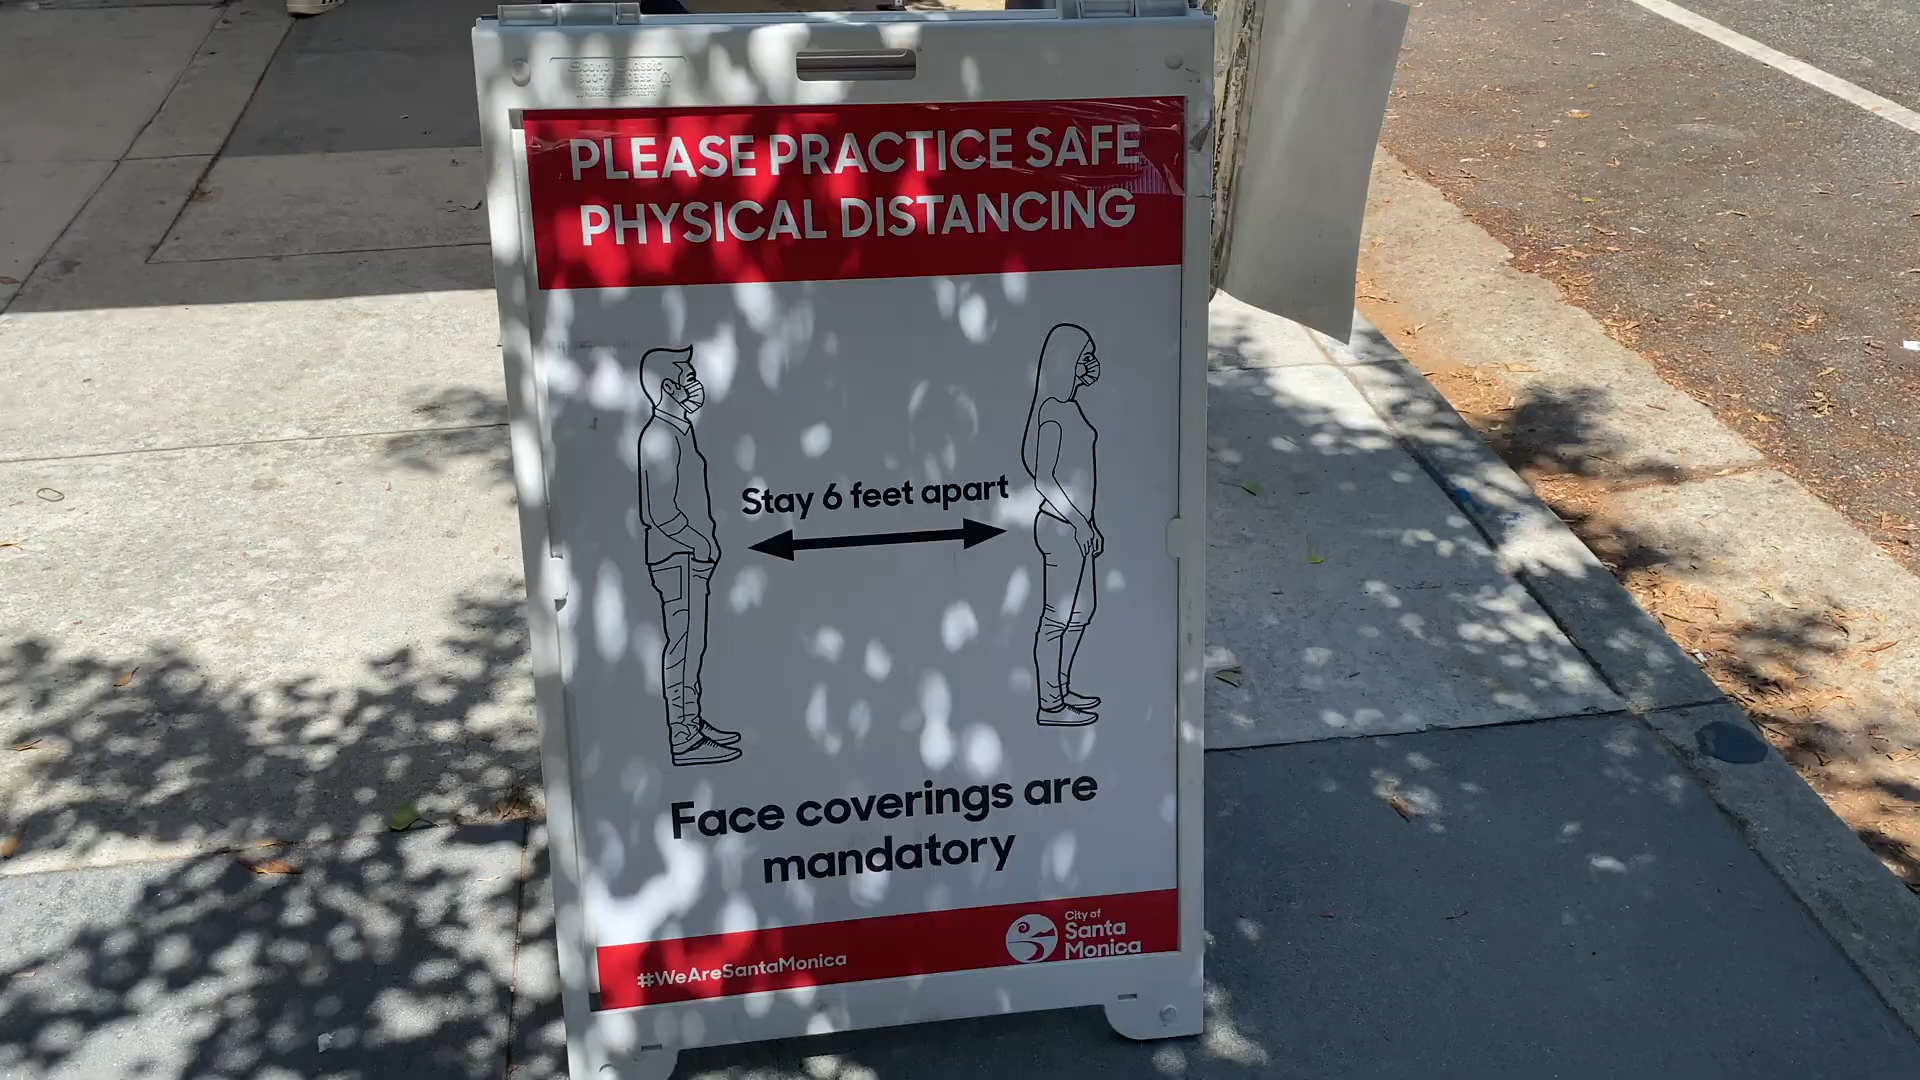 PLEASE PRACTICE SAFE
PHYSICAL DISTANCING
Stay 6 feet apart
Face coverings are
mandatory
#WeAreSantaMonica
City of
Santa
Monica